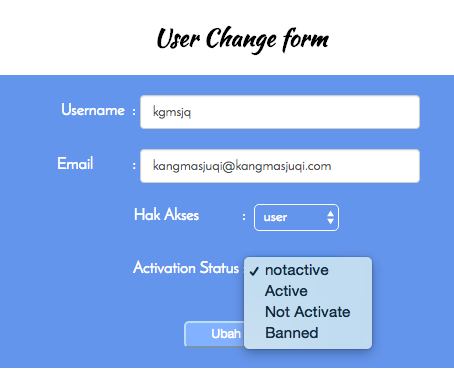 User Change form
Username : kgmsjq
Email : kangmasjuqi@kangmasjuqi.com
Hak Akses : user
Activation Status : ✓ notactive
Active
Not Activate
Banned
Ubah